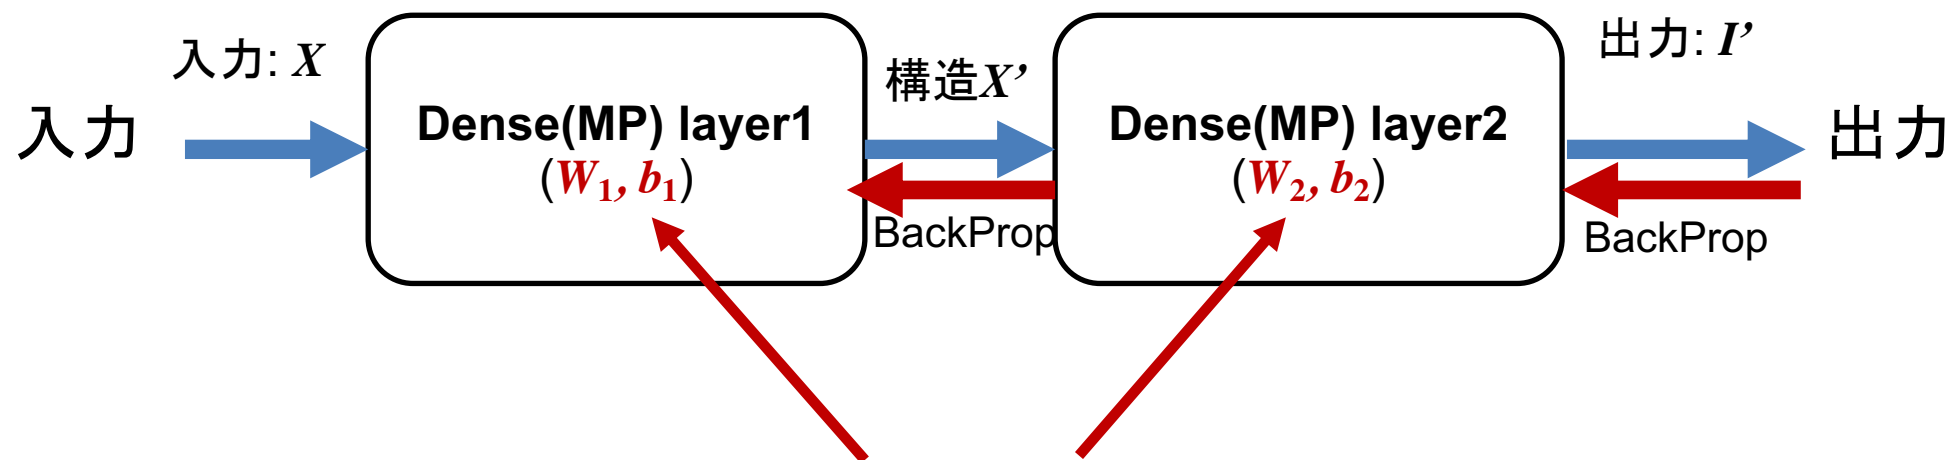 入力
入力: X
Dense(MP) layer1
(W1, b1)
構造X’
BackProp
Dense(MP) layer2
(W2, b2)
出力: I’
BackProp
出力